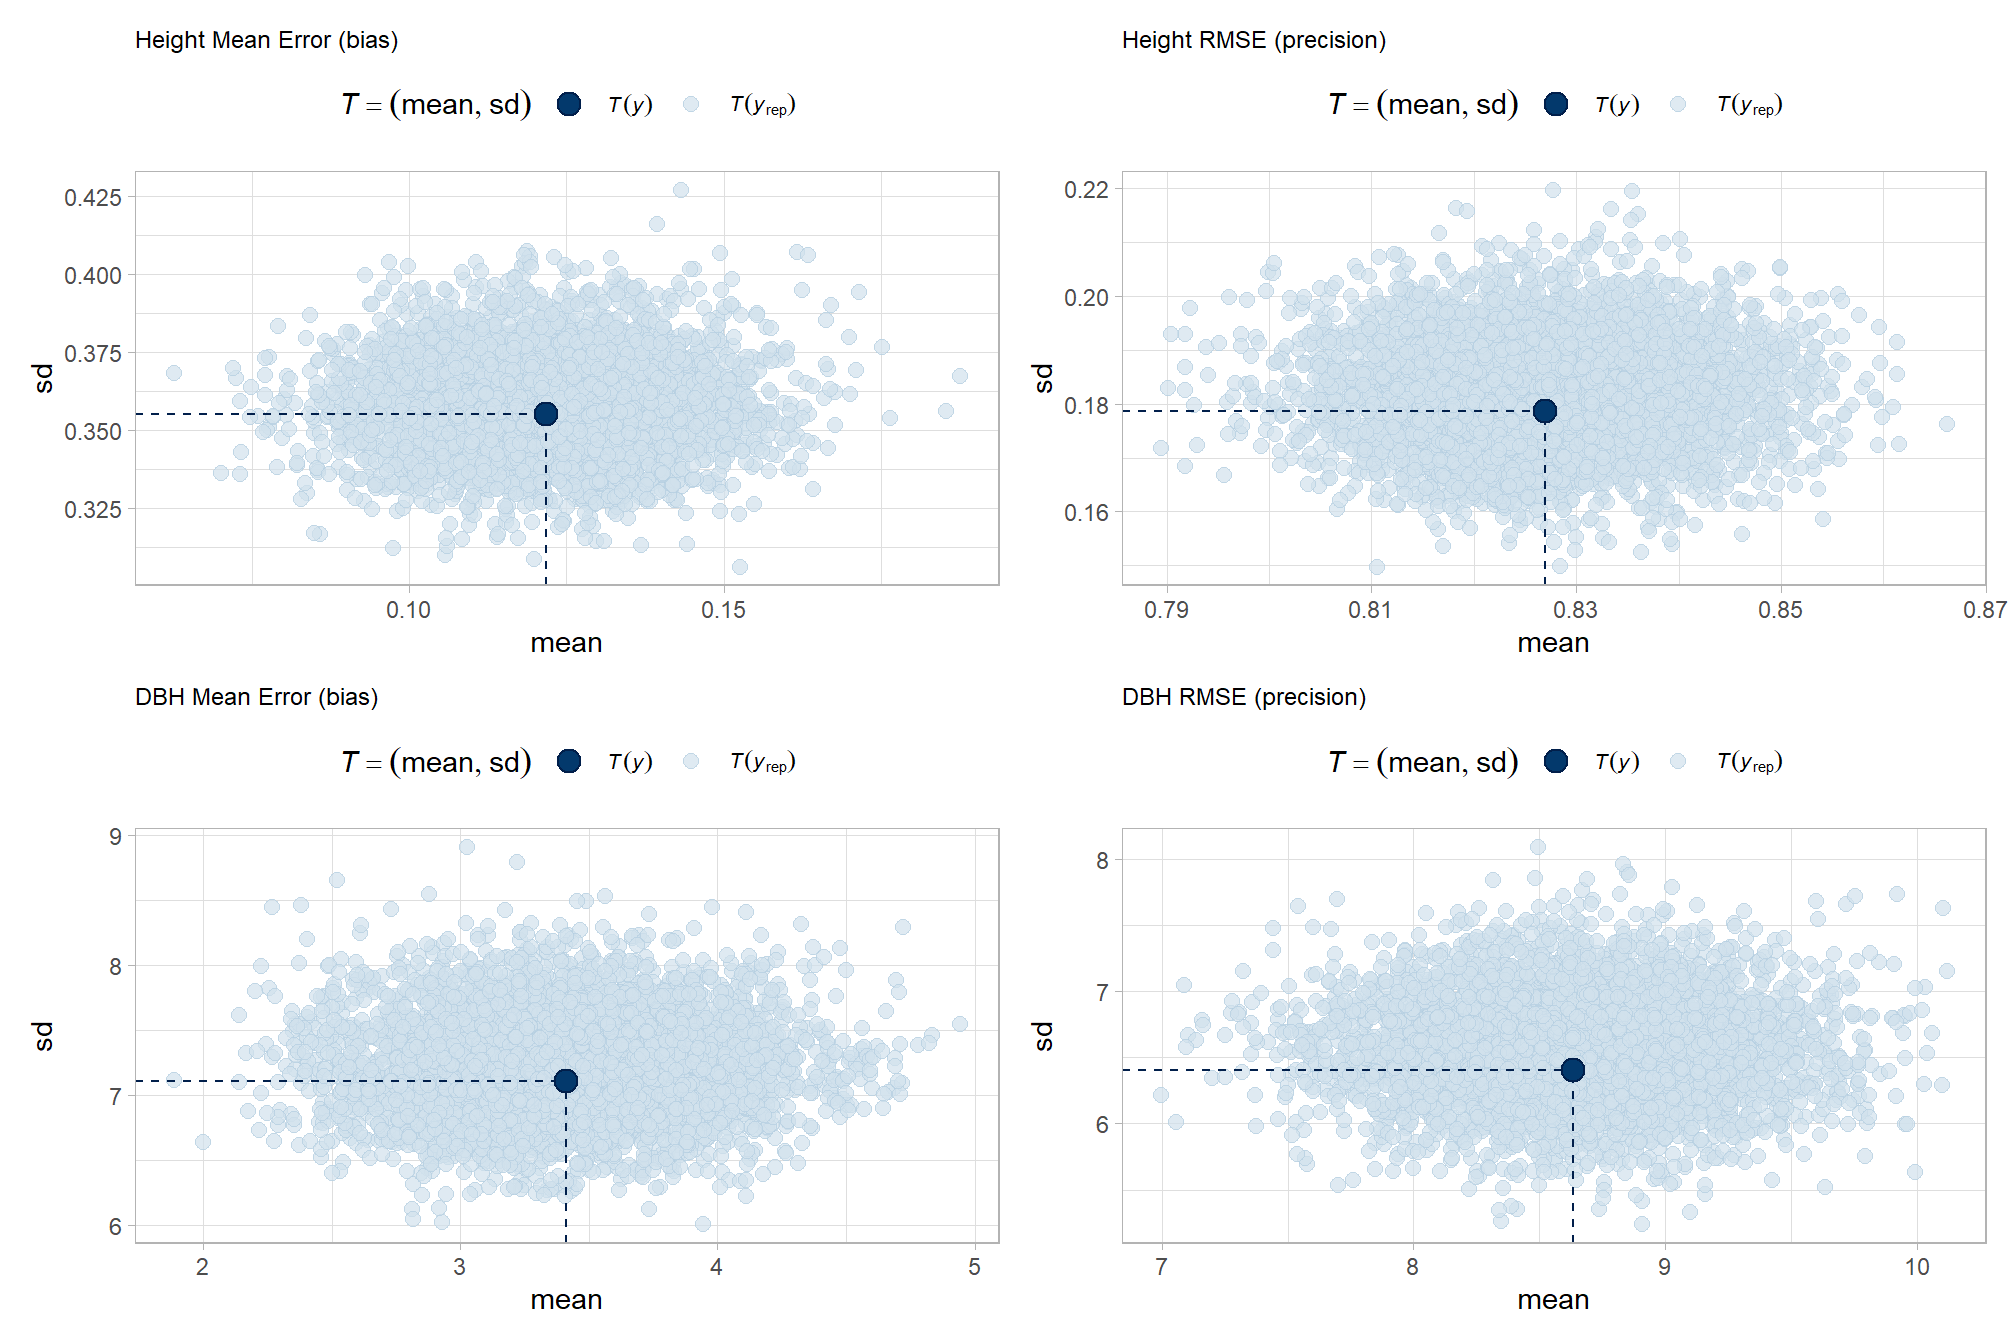 Height Mean Error (bias)
T = (mean, sd) T(y) T(yrep)
0.425
0.400
0.375
0.350
0.325
sd
0.10 0.15
mean
Height RMSE (precision)
T = (mean, sd) T(y) T(yrep)
0.22
0.20
0.18
0.16
sd
0.79 0.81 0.83 0.85 0.87
mean
DBH Mean Error (bias)
T = (mean, sd) T(y) T(yrep)
9
8
7
6
sd
2 3 4 5
mean
DBH RMSE (precision)
T = (mean, sd) T(y) T(yrep)
8
7
6
sd
7 8 9 10
mean